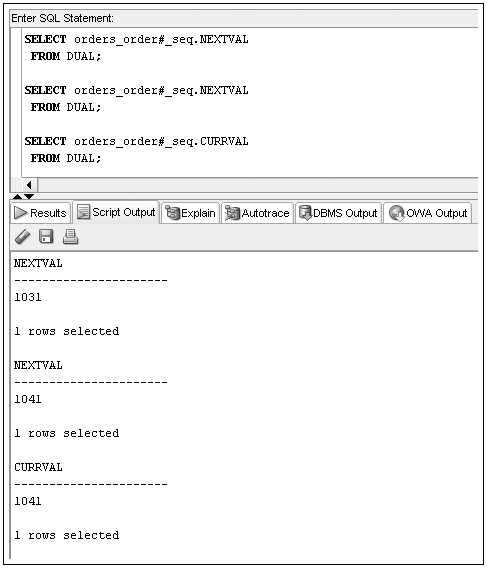 Enter SQL Statement:
SELECT orders_order#_seq.NEXTVAL
FROM DUAL;
SELECT orders_order#_seq.NEXTVAL
FROM DUAL;
SELECT orders_order#_seq.CURRVAL
FROM DUAL;
Results Script Output Explain Autotrace DBMS Output OWA Output
NEXTVAL
----------------------
1031
1 rows selected
NEXTVAL
----------------------
1041
1 rows selected
CURRVAL
----------------------
1041
1 rows selected